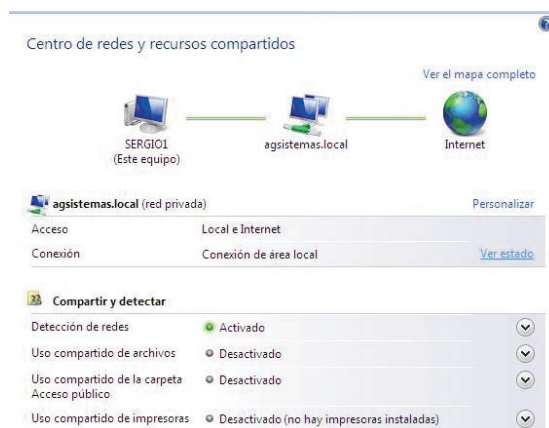 Centro de redes y recursos compartidos
Ver el mapa completo
SERGIO1
(Este equipo)
agsistemas.local
Internet
agsistemas.local (red privada)
Personalizar
Acceso
Local e Internet
Conexión
Conexión de área local
Ver estado
Compartir y detectar
Detección de redes
Activado
Uso compartido de archivos
Desactivado
Uso compartido de la carpeta
Acceso público
Desactivado
Uso compartido de impresoras
Desactivado (no hay impresoras instaladas)